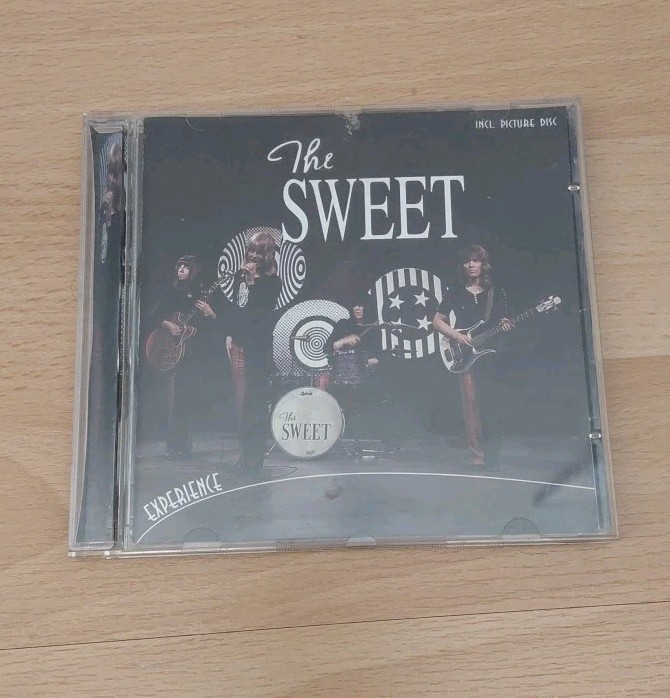 INCL. PICTURE DISC
The
SWEET
The
SWEET
EXPERIENCE